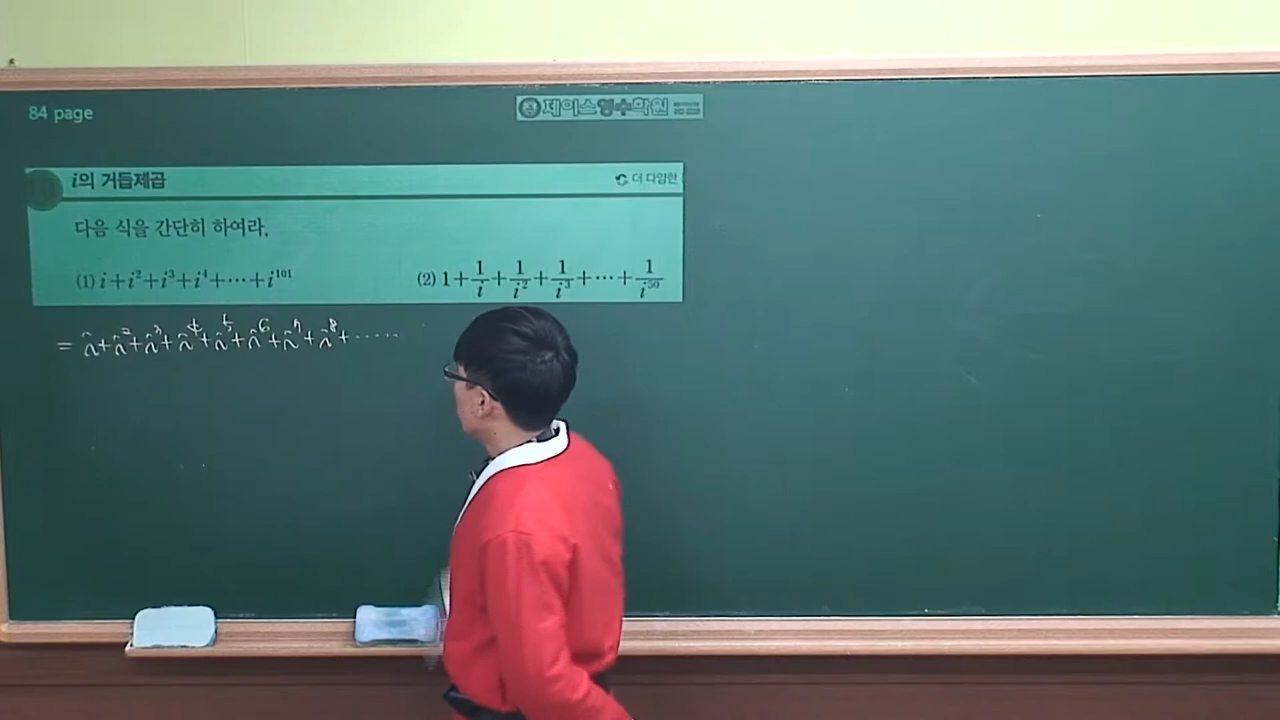 84 page
제이스영수학원
i의 거듭제곱
더 다양한
다음 식을 간단히 하여라.
(1) i+i²+i³+i⁴+⋯+i¹⁰¹
(2) 1+1/i+1/i²+1/i³+⋯+1/i⁵⁰
= i+i²+i³+i⁴+i⁵+i⁶+i⁷+i⁸+⋯⋯